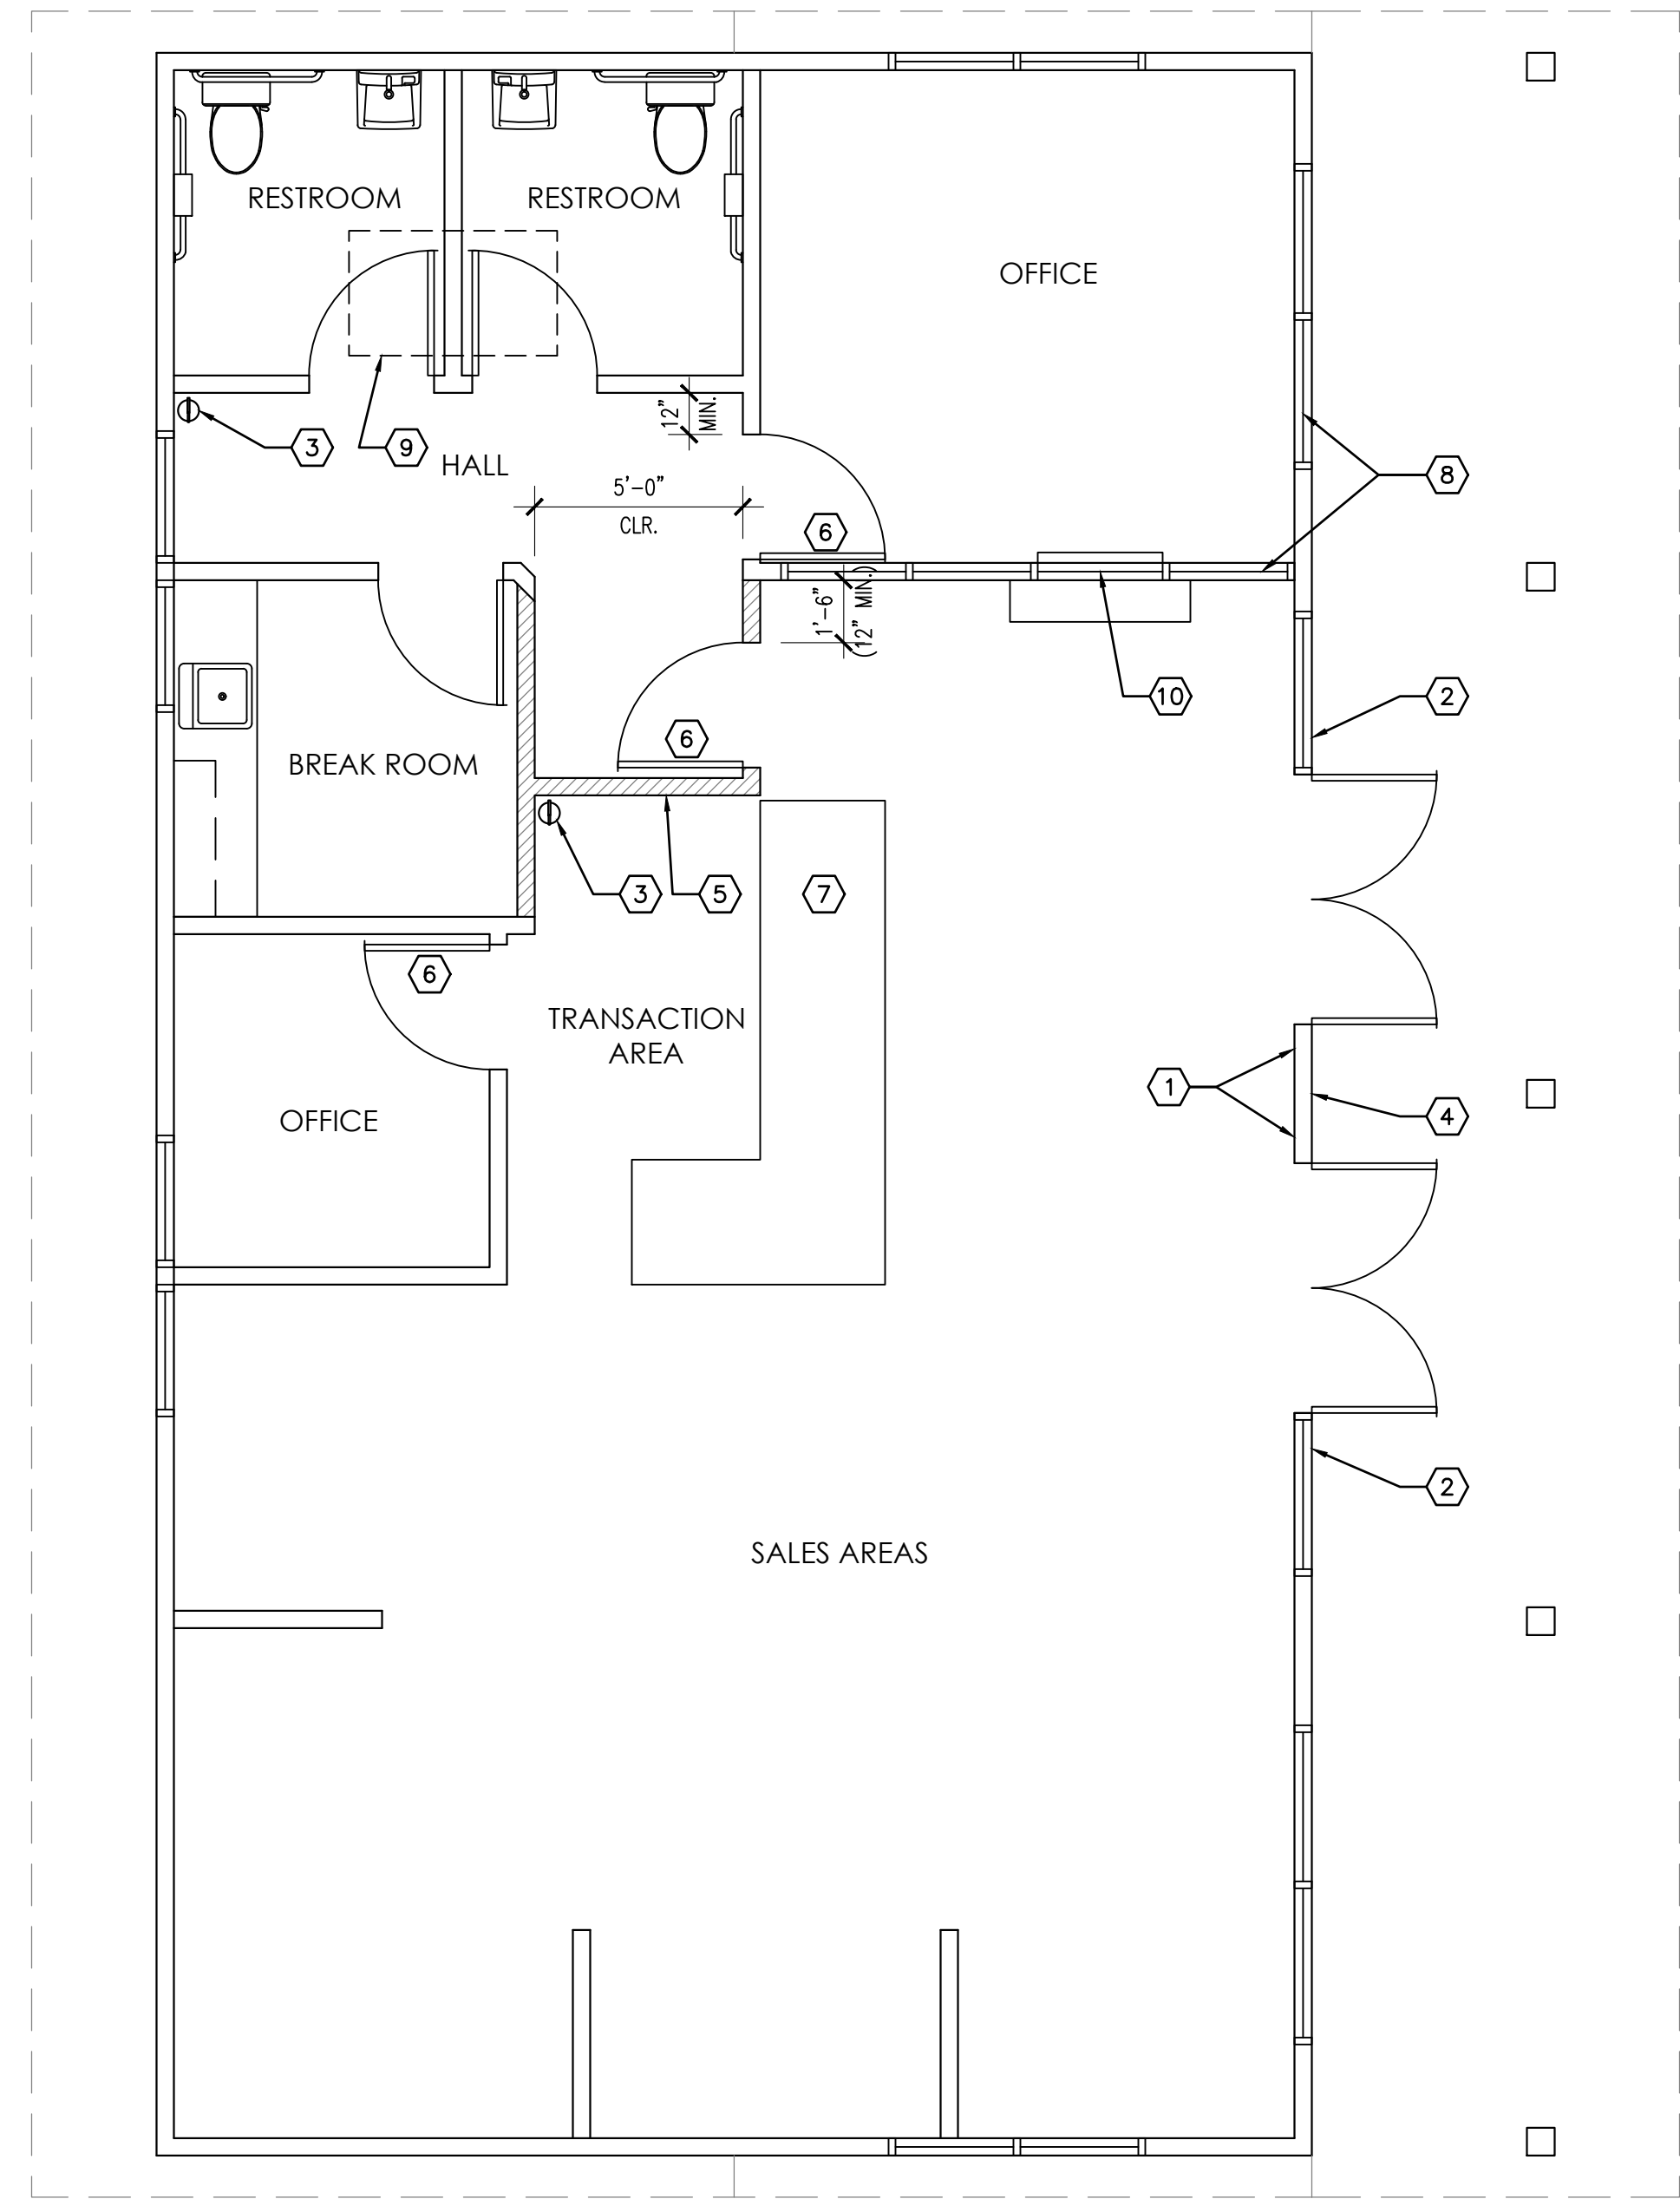 RESTROOM
RESTROOM
OFFICE
12"
MIN.
3
9
HALL
8
5'-0"
CLR.
6
1'-6"
(12" MIN.)
10
2
6
BREAK ROOM
3
5
7
6
TRANSACTION
AREA
1
4
OFFICE
2
SALES AREAS